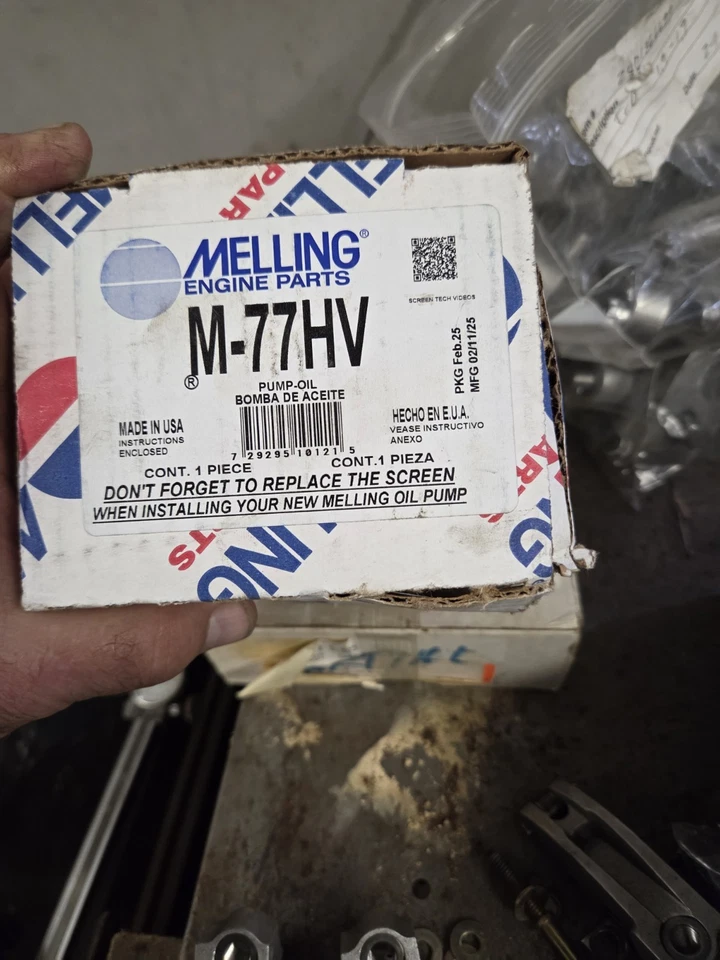 MELLING®
ENGINE PARTS
SCREEN TECH VIDEOS
M-77HV
®
PUMP-OIL
BOMBA DE ACEITE
PKG Feb.25
MFG 02/11/25
MADE IN USA
INSTRUCTIONS
ENCLOSED
HECHO EN E.U.A.
VEASE INSTRUCTIVO
ANEXO
7 29295 10121 5
CONT. 1 PIECE
CONT.1 PIEZA
DON'T FORGET TO REPLACE THE SCREEN
WHEN INSTALLING YOUR NEW MELLING OIL PUMP